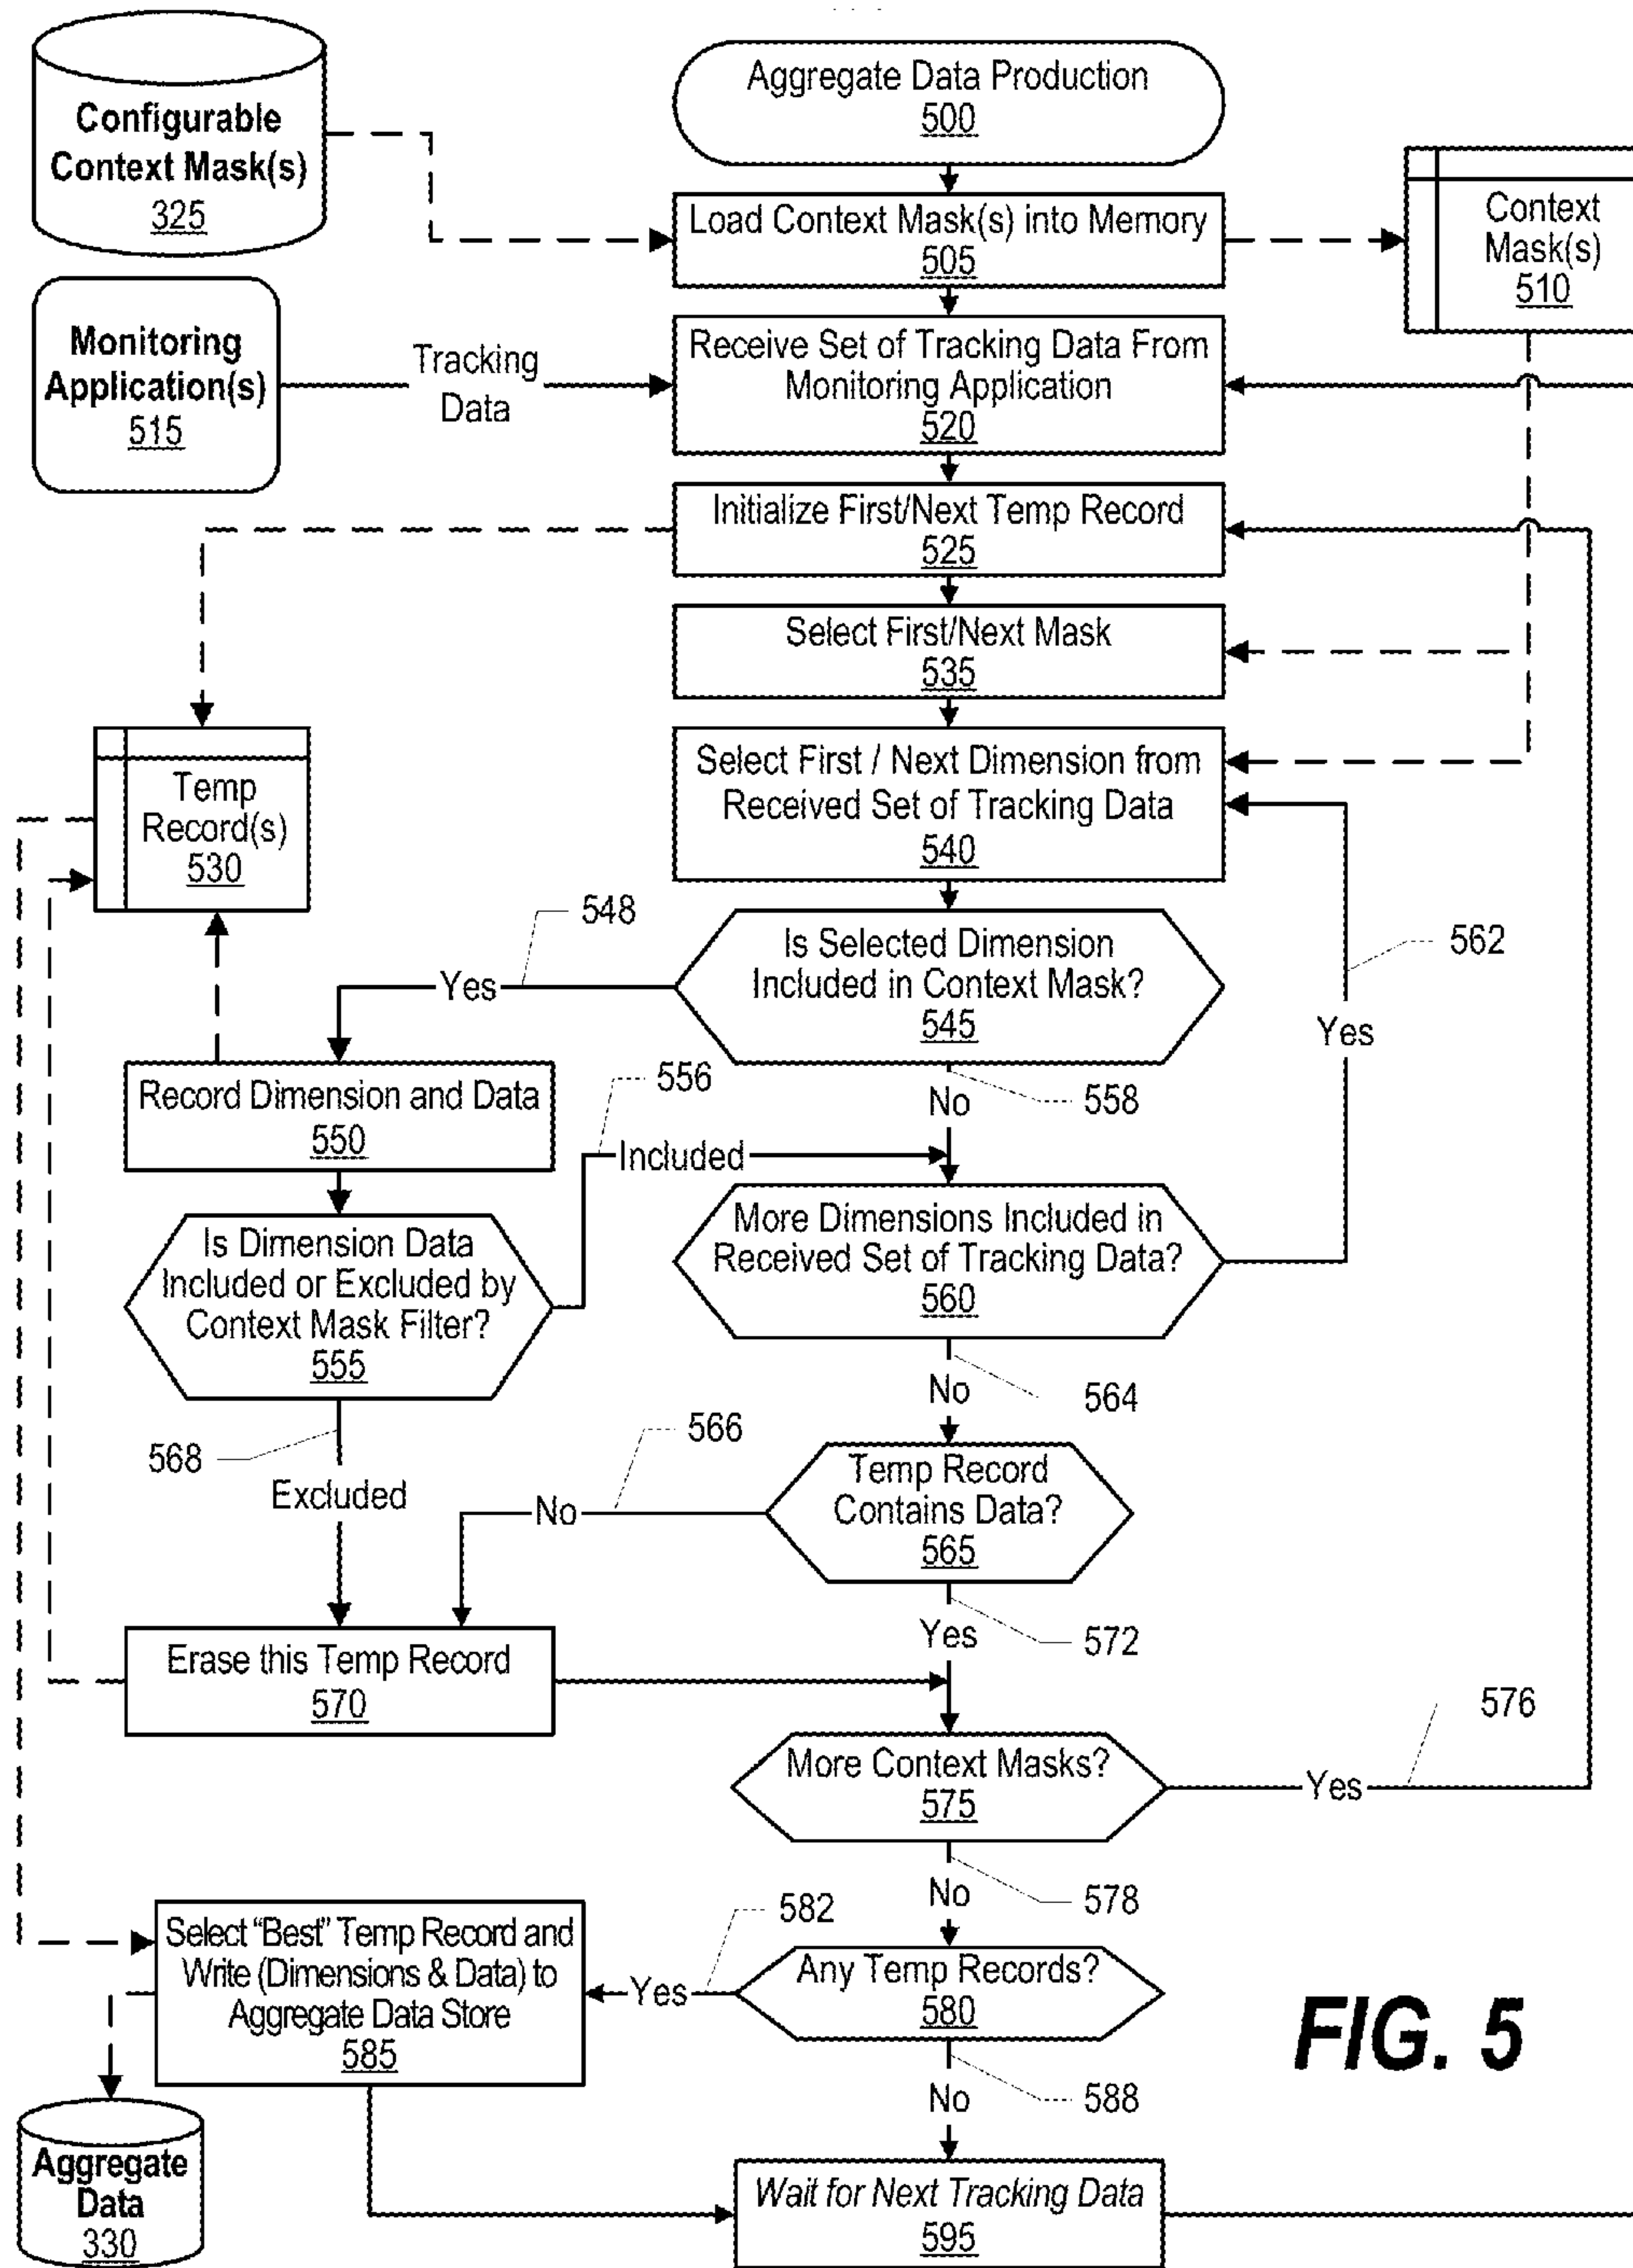 Configurable
Context Mask(s)
325
Aggregate Data Production
500
Load Context Mask(s) into Memory
505
Context
Mask(s)
510
Monitoring
Application(s)
515
Tracking
Data
Receive Set of Tracking Data From
Monitoring Application
520
Initialize First/Next Temp Record
525
Select First/Next Mask
535
Temp
Record(s)
530
Select First / Next Dimension from
Received Set of Tracking Data
540
548
Yes
Is Selected Dimension
Included in Context Mask?
545
562
Yes
Record Dimension and Data
550
556
No
558
Included
Is Dimension Data
Included or Excluded by
Context Mask Filter?
555
More Dimensions Included in
Received Set of Tracking Data?
560
No
564
568
Excluded
566
No
Temp Record
Contains Data?
565
Yes
572
Erase this Temp Record
570
More Context Masks?
575
576
Yes
No
578
Select "Best" Temp Record and
Write (Dimensions & Data) to
Aggregate Data Store
585
582
Yes
Any Temp Records?
580
No
588
FIG. 5
Aggregate
Data
330
Wait for Next Tracking Data
595